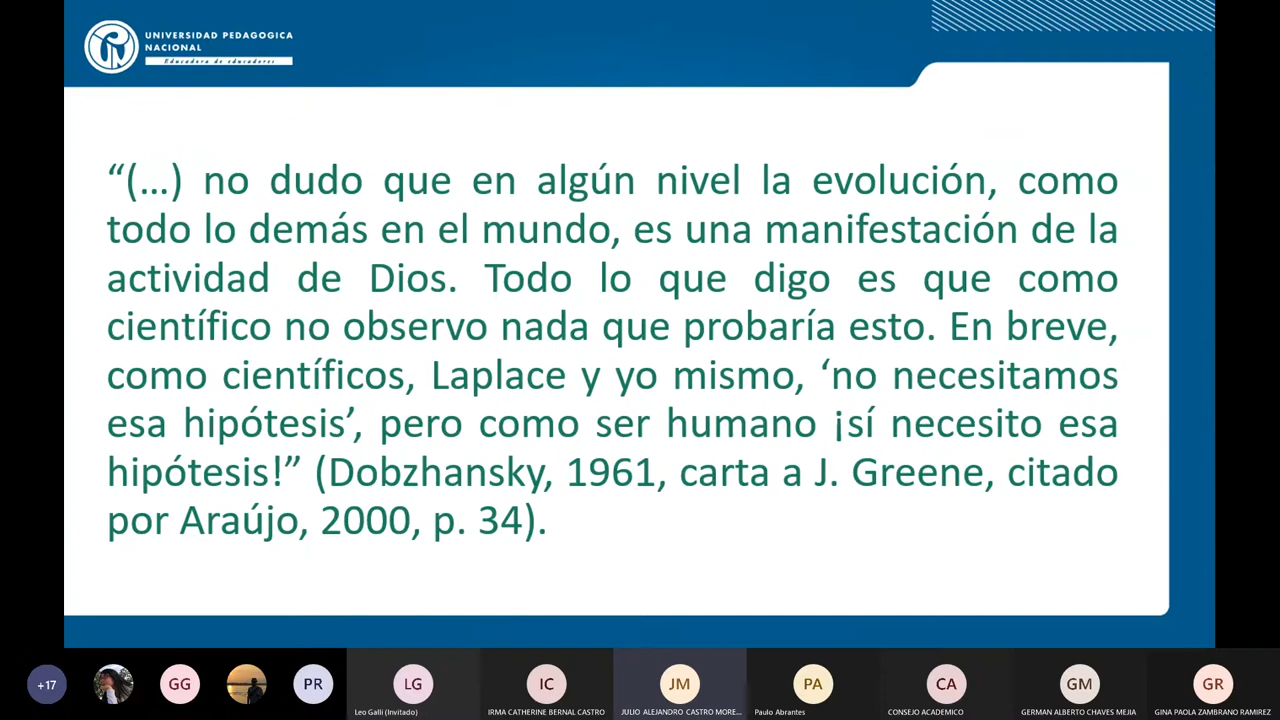 UNIVERSIDAD PEDAGOGICA
NACIONAL
Educadora de educadores
“(...) no dudo que en algún nivel la evolución, como
todo lo demás en el mundo, es una manifestación de la
actividad de Dios. Todo lo que digo es que como
científico no observo nada que probaría esto. En breve,
como científicos, Laplace y yo mismo, ‘no necesitamos
esa hipótesis’, pero como ser humano ¡sí necesito esa
hipótesis!” (Dobzhansky, 1961, carta a J. Greene, citado
por Araújo, 2000, p. 34).
+17
GG
PR
LG
IC
JM
PA
CA
GM
GR
Leo Galli (Invitado)
IRMA CATHERINE BERNAL CASTRO
JULIO ALEJANDRO CASTRO MORE...
Paulo Abrantes
CONSEJO ACADEMICO
GERMAN ALBERTO CHAVES MEJIA
GINA PAOLA ZAMBRANO RAMIREZ